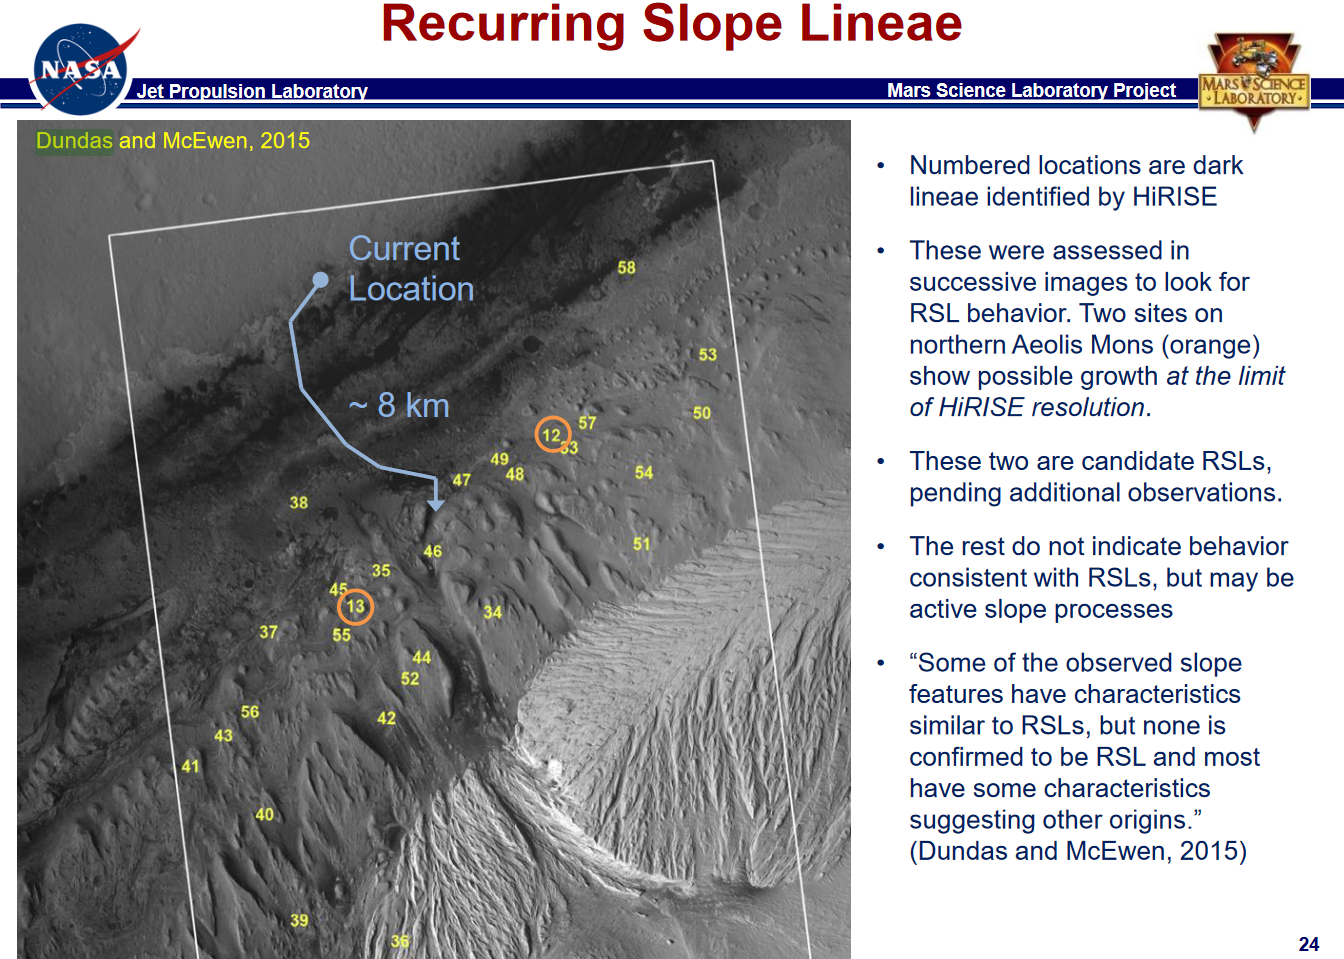 Recurring Slope Lineae
NASA
Jet Propulsion Laboratory
Mars Science Laboratory Project
MARS SCIENCE
LABORATORY
Dundas and McEwen, 2015
Current
Location
~ 8 km
58
53
50
57
12
33
49
48
47
54
38
51
46
35
45
13
34
37
55
44
52
56
42
43
41
40
39
36
• Numbered locations are dark
lineae identified by HiRISE
• These were assessed in
successive images to look for
RSL behavior. Two sites on
northern Aeolis Mons (orange)
show possible growth at the limit
of HiRISE resolution.
• These two are candidate RSLs,
pending additional observations.
• The rest do not indicate behavior
consistent with RSLs, but may be
active slope processes
• “Some of the observed slope
features have characteristics
similar to RSLs, but none is
confirmed to be RSL and most
have some characteristics
suggesting other origins.”
(Dundas and McEwen, 2015)
24